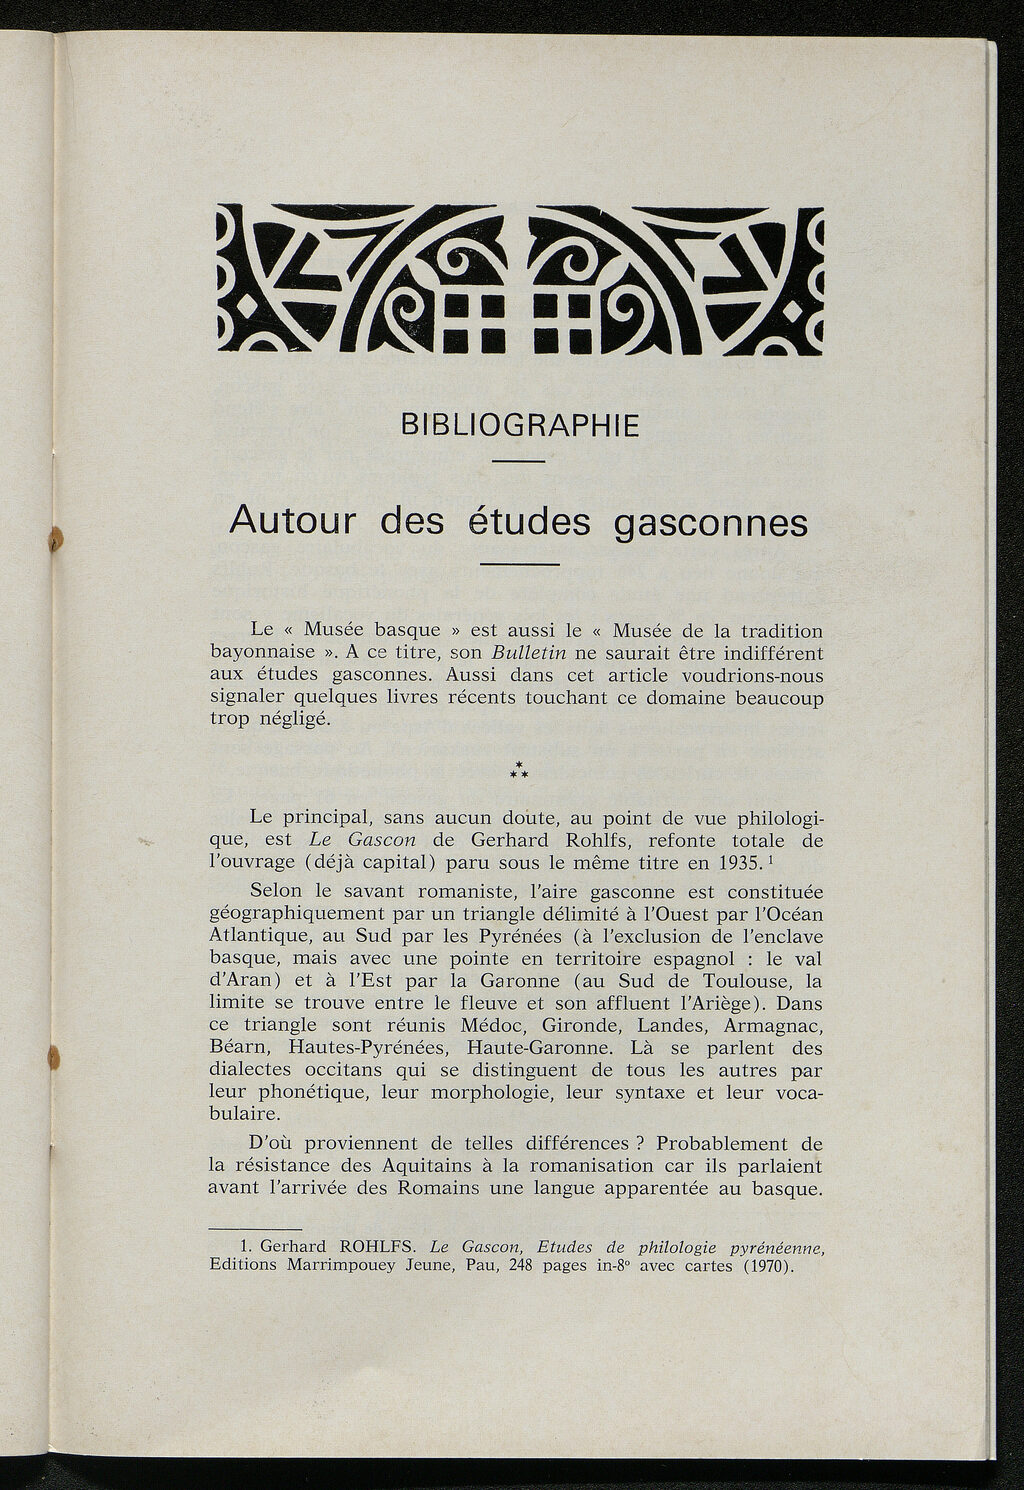 BIBLIOGRAPHIE
Autour des études gasconnes
Le « Musée basque » est aussi le « Musée de la tradition
bayonnaise ». A ce titre, son Bulletin ne saurait être indifférent
aux études gasconnes. Aussi dans cet article voudrions-nous
signaler quelques livres récents touchant ce domaine beaucoup
trop négligé.
***
Le principal, sans aucun doute, au point de vue philologi-
que, est Le Gascon de Gerhard Rohlfs, refonte totale de
l'ouvrage (déjà capital) paru sous le même titre en 1935.¹
Selon le savant romaniste, l'aire gasconne est constituée
géographiquement par un triangle délimité à l'Ouest par l'Océan
Atlantique, au Sud par les Pyrénées (à l'exclusion de l'enclave
basque, mais avec une pointe en territoire espagnol : le val
d'Aran) et à l'Est par la Garonne (au Sud de Toulouse, la
limite se trouve entre le fleuve et son affluent l'Ariège). Dans
ce triangle sont réunis Médoc, Gironde, Landes, Armagnac,
Béarn, Hautes-Pyrénées, Haute-Garonne. Là se parlent des
dialectes occitans qui se distinguent de tous les autres par
leur phonétique, leur morphologie, leur syntaxe et leur voca-
bulaire.
D'où proviennent de telles différences ? Probablement de
la résistance des Aquitains à la romanisation car ils parlaient
avant l'arrivée des Romains une langue apparentée au basque.
1. Gerhard ROHLFS. Le Gascon, Etudes de philologie pyrénéenne,
Editions Marrimpouey Jeune, Pau, 248 pages in-8º avec cartes (1970).